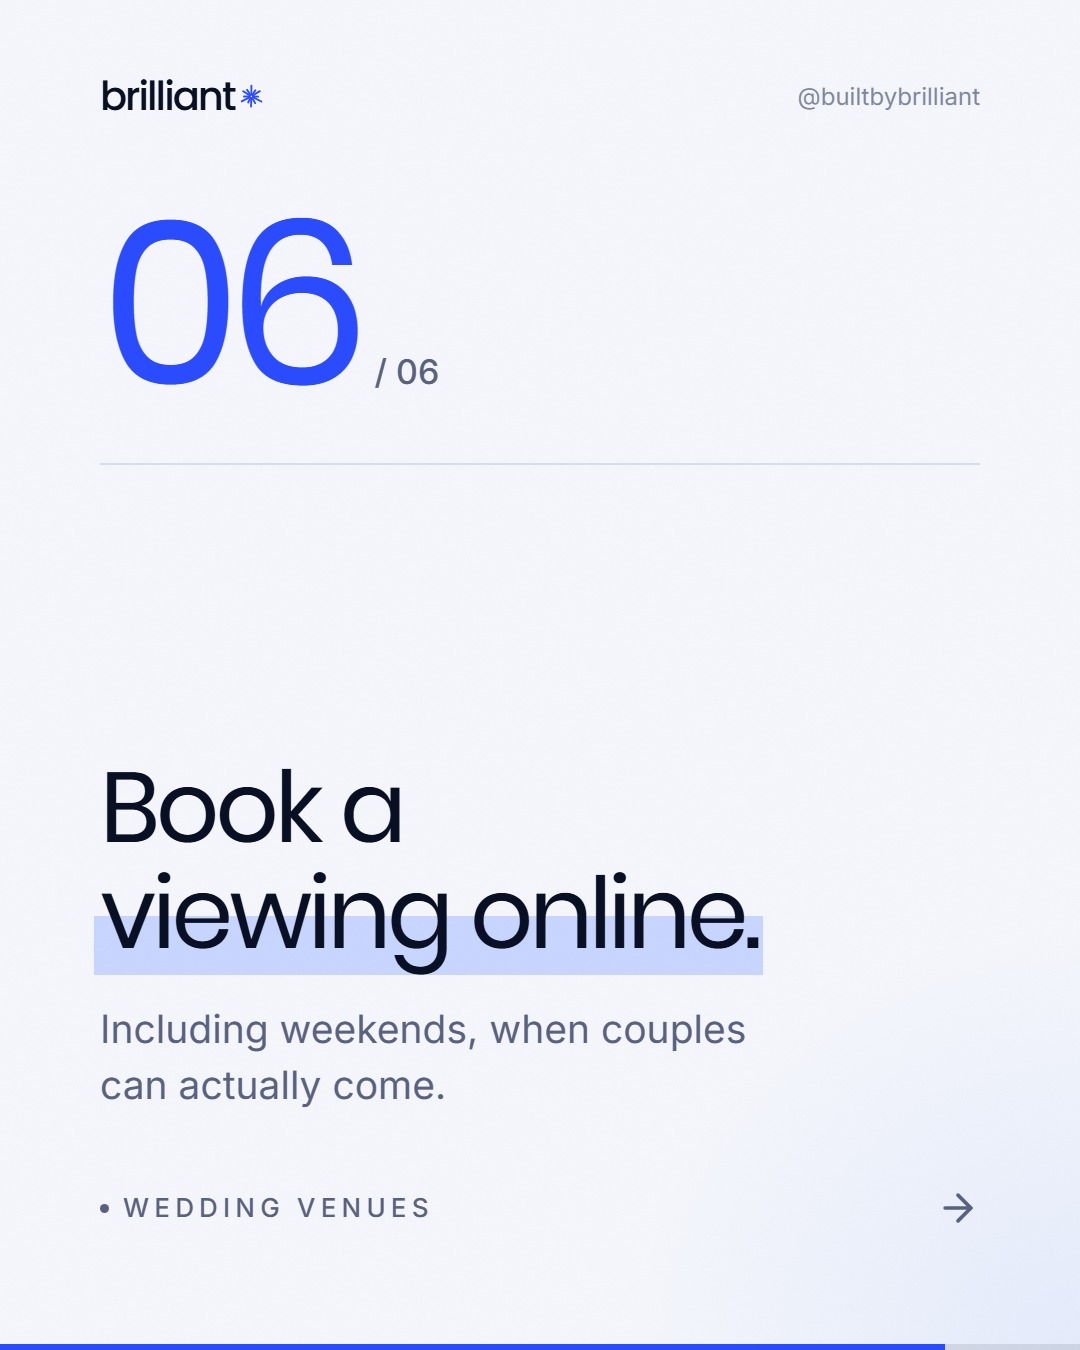 brilliant
@builtbybrilliant
06 / 06
Book a
viewing online.
Including weekends, when couples
can actually come.
• WEDDING VENUES